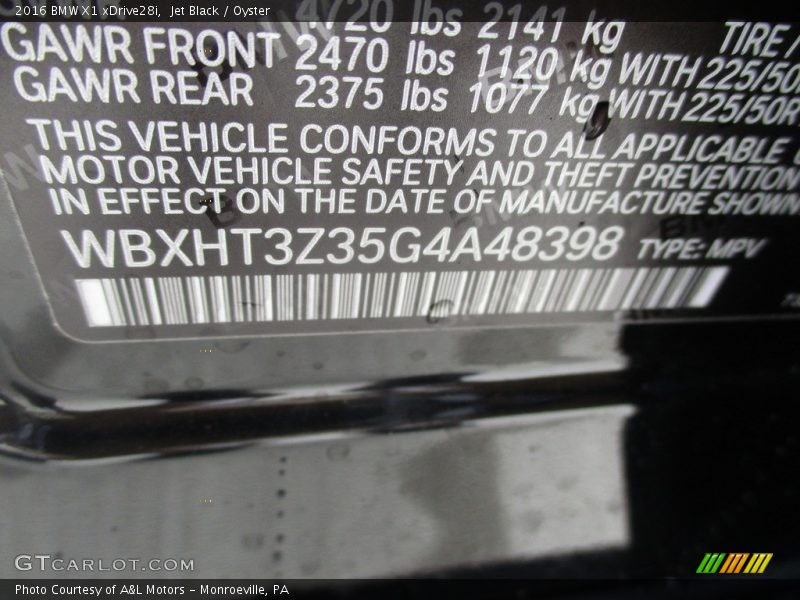 2016 BMW X1 xDrive28i, Jet Black / Oyster
4720 lbs 2141 kg TIRE /
GAWR FRONT 2470 lbs 1120 kg WITH 225/50R
GAWR REAR 2375 lbs 1077 kg WITH 225/50R
THIS VEHICLE CONFORMS TO ALL APPLICABLE
MOTOR VEHICLE SAFETY AND THEFT PREVENTION
IN EFFECT ON THE DATE OF MANUFACTURE SHOWN
WBXHT3Z35G4A48398 TYPE: MPV
GTCARLOT.COM
Photo Courtesy of A&L Motors – Monroeville, PA